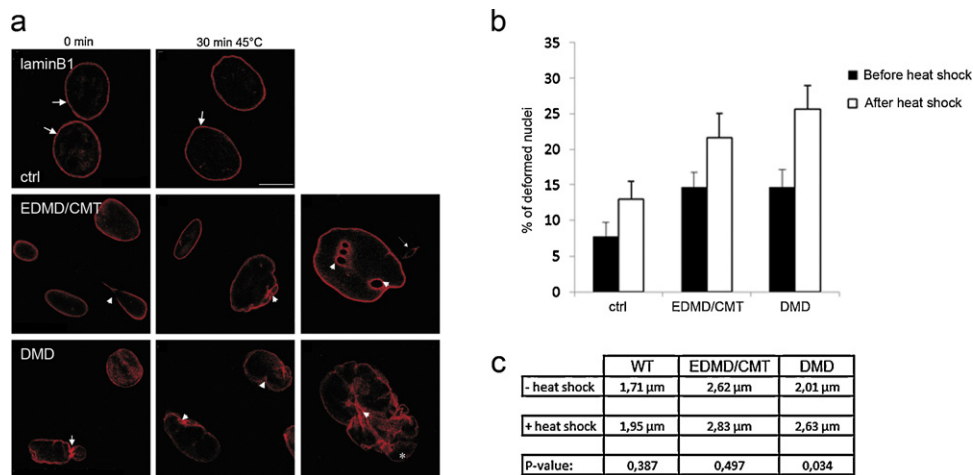 a
0 min
30 min 45°C
laminB1
ctrl
EDMD/CMT
DMD
*
b
% of deformed nuclei
35
30
25
20
15
10
5
0
ctrl
EDMD/CMT
DMD
Before heat shock
After heat shock
c
WT EDMD/CMT DMD
- heat shock 1,71 µm 2,62 µm 2,01 µm
+ heat shock 1,95 µm 2,83 µm 2,63 µm
P-value: 0,387 0,497 0,034